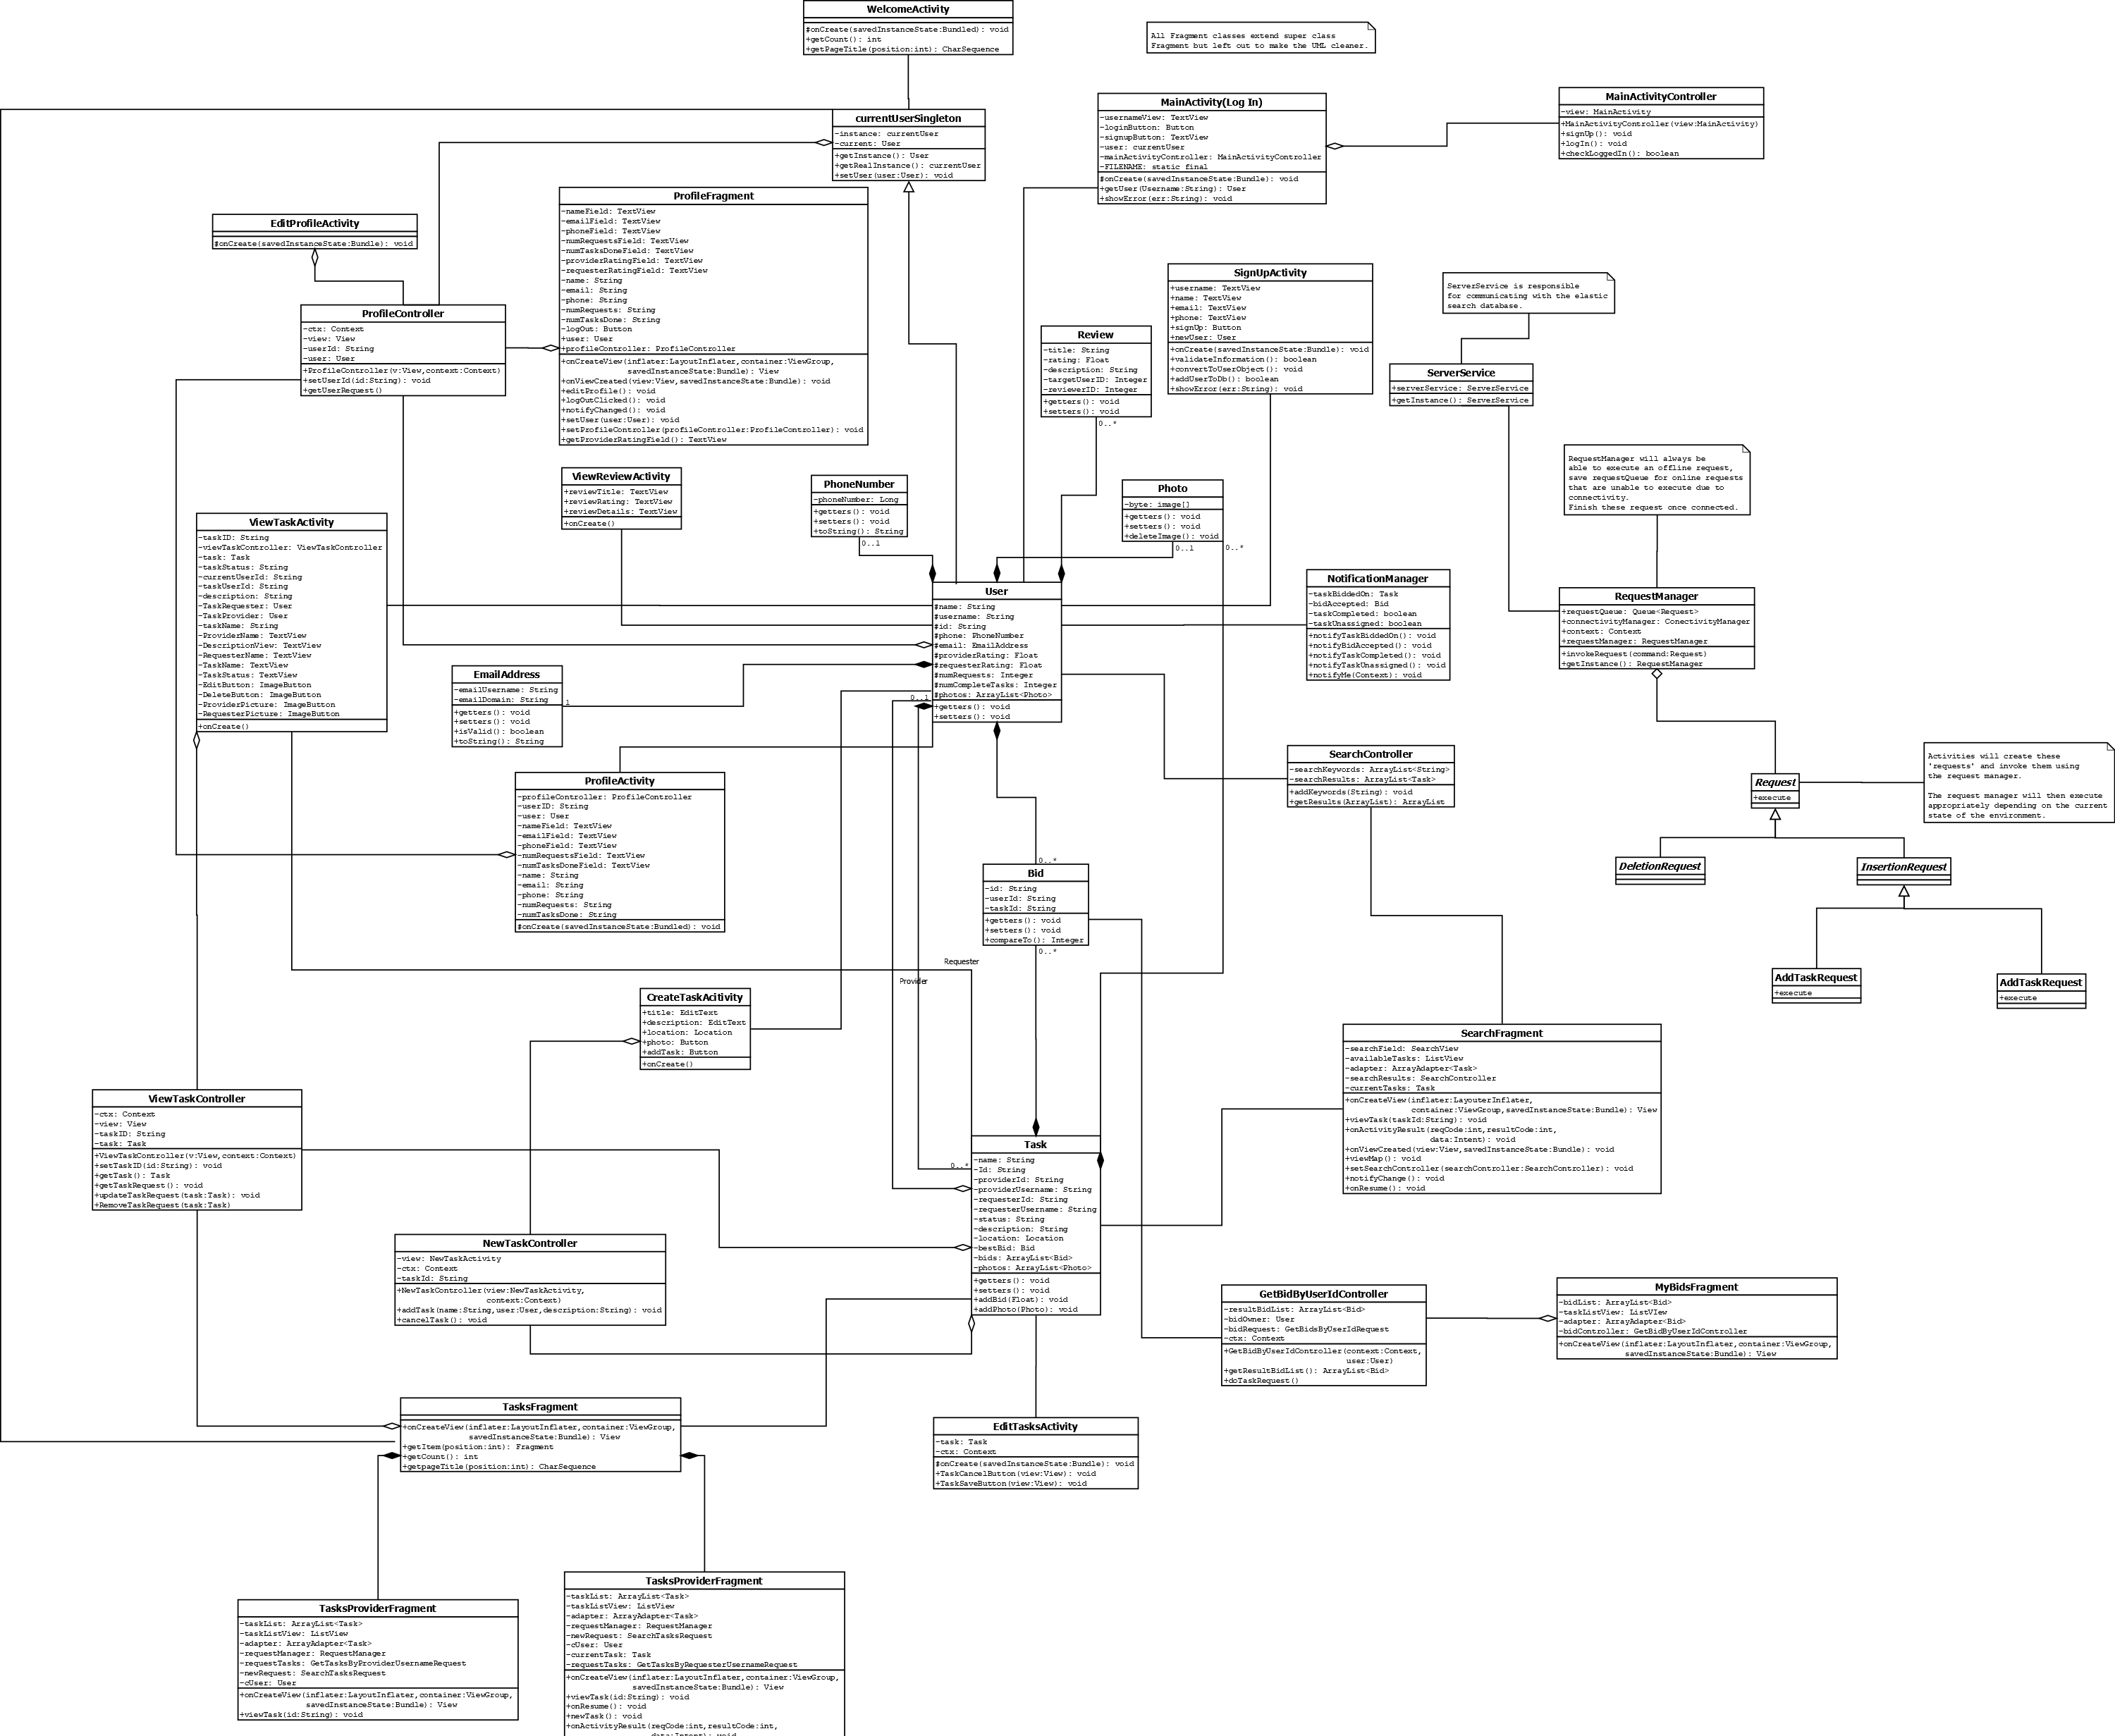 WelcomeActivity
#onCreate(savedInstanceState:Bundled): void
+getCount(): int
+getPageTitle(position:int): CharSequence
All Fragment classes extend super class
Fragment but left out to make the UML cleaner.
currentUserSingleton
-instance: currentUser
-current: User
+getInstance(): User
+getRealInstance(): currentUser
+setUser(user:User): void
MainActivity(Log In)
-usernameView: TextView
-loginButton: Button
-signupButton: TextView
-user: currentUser
-mainActivityController: MainActivityController
-FILENAME: static final
#onCreate(savedInstanceState:Bundle): void
+getUser(Username:String): User
+showError(err:String): void
MainActivityController
-view: MainActivity
+MainActivityController(view:MainActivity)
+signUp(): void
+logIn(): void
+checkLoggedIn(): boolean
EditProfileActivity
#onCreate(savedInstanceState:Bundle): void
ProfileFragment
-nameField: TextView
-emailField: TextView
-phoneField: TextView
-numRequestsField: TextView
-numTasksDoneField: TextView
-providerRatingField: TextView
-requesterRatingField: TextView
-name: String
-email: String
-phone: String
-numRequests: String
-numTasksDone: String
-logOut: Button
+user: User
+profileController: ProfileController
+onCreateView(inflater:LayoutInflater,container:ViewGroup,
savedInstanceState:Bundle): View
+onViewCreated(view:View,savedInstanceState:Bundle): void
+editProfile(): void
+logOutClicked(): void
+notifyChanged(): void
+setUser(user:User): void
+setProfileController(profileController:ProfileController): void
+getProviderRatingField(): TextView
ProfileController
-ctx: Context
-view: View
-userId: String
-user: User
+ProfileController(v:View,context:Context)
+setUserId(id:String): void
+getUserRequest()
SignUpActivity
+username: TextView
+name: TextView
+email: TextView
+phone: TextView
+signUp: Button
+newUser: User
+onCreate(savedInstanceState:Bundle): void
+validateInformation(): boolean
+convertToUserObject(): void
+addUserToDb(): boolean
+showError(err:String): void
ServerService is responsible
for communicating with the elastic
search database.
Review
-title: String
-rating: Float
-description: String
-targetUserID: Integer
-reviewerID: Integer
+getters(): void
+setters(): void
0..*
ServerService
+serverService: ServerService
+getInstance(): ServerService
RequestManager will always be
able to execute an offline request,
save requestQueue for online requests
that are unable to execute due to
connectivity.
Finish these request once connected.
ViewReviewActivity
+reviewTitle: TextView
+reviewRating: TextView
+reviewDetails: TextView
+onCreate()
PhoneNumber
-phoneNumber: Long
+getters(): void
+setters(): void
+toString(): String
0..1
Photo
-byte: image[]
+getters(): void
+setters(): void
+deleteImage(): void
0..1
0..*
ViewTaskActivity
-taskID: String
-viewTaskController: ViewTaskController
-task: Task
-taskStatus: String
-currentUserId: String
-taskUserId: String
-description: String
-TaskRequester: User
-TaskProvider: User
-taskName: String
-ProviderName: TextView
-DescriptionView: TextView
-RequesterName: TextView
-TaskName: TextView
-TaskStatus: TextView
-EditButton: ImageButton
-DeleteButton: ImageButton
-ProviderPicture: ImageButton
-RequesterPicture: ImageButton
+onCreate()
User
#name: String
#username: String
#id: String
#phone: PhoneNumber
#email: EmailAddress
#providerRating: Float
#requesterRating: Float
#numRequests: Integer
#numCompleteTasks: Integer
#photos: ArrayList<Photo>
+getters(): void
+setters(): void
0..1
NotificationManager
-taskBiddedOn: Task
-bidAccepted: Bid
-taskCompleted: boolean
-taskUnassigned: boolean
+notifyTaskBiddedOn(): void
+notifyBidAccepted(): void
+notifyTaskCompleted(): void
+notifyTaskUnassigned(): void
+notifyMe(Context): void
RequestManager
+requestQueue: Queue<Request>
+connectivityManager: ConectivityManager
+context: Context
+requestManager: RequestManager
+invokeRequest(command:Request)
+getInstance(): RequestManager
EmailAddress
-emailUsername: String
-emailDomain: String
+getters(): void
+setters(): void
+isValid(): boolean
+toString(): String
1
SearchController
-searchKeywords: ArrayList<String>
-searchResults: ArrayList<Task>
+addKeywords(String): void
+getResults(ArrayList): ArrayList
Request
+execute
Activities will create these
'requests' and invoke them using
the request manager.
The request manager will then execute
appropriately depending on the current
state of the environment.
ProfileActivity
-profileController: ProfileController
-userID: String
-user: User
-nameField: TextView
-emailField: TextView
-phoneField: TextView
-numRequestsField: TextView
-numTasksDoneField: TextView
-name: String
-email: String
-phone: String
-numRequests: String
-numTasksDone: String
#onCreate(savedInstanceState:Bundled): void
DeletionRequest
InsertionRequest
0..*
Bid
-id: String
-userId: String
-taskId: String
+getters(): void
+setters(): void
+compareTo(): Integer
0..*
Requester
Provider
AddTaskRequest
+execute
AddTaskRequest
+execute
CreateTaskAcitivity
+title: EditText
+description: EditText
+location: Location
+photo: Button
+addTask: Button
+onCreate()
SearchFragment
-searchField: SearchView
-availableTasks: ListView
-adapter: ArrayAdapter<Task>
-searchResults: SearchController
-currentTasks: Task
+onCreateView(inflater:LayouterInflater,
container:ViewGroup,savedInstanceState:Bundle): View
+viewTask(taskId:String): void
+onActivityResult(reqCode:int,resultCode:int,
data:Intent): void
+onViewCreated(view:View,savedInstanceState:Bundle): void
+viewMap(): void
+setSearchController(searchController:SearchController): void
+notifyChange(): void
+onResume(): void
ViewTaskController
-ctx: Context
-view: View
-taskID: String
-task: Task
+ViewTaskController(v:View,context:Context)
+setTaskID(id:String): void
+getTask(): Task
+getTaskRequest(): void
+updateTaskRequest(task:Task): void
+RemoveTaskRequest(task:Task)
Task
0..*
-name: String
-Id: String
-providerId: String
-providerUsername: String
-requesterId: String
-requesterUsername: String
-status: String
-description: String
-location: Location
-bestBid: Bid
-bids: ArrayList<Bid>
-photos: ArrayList<Photo>
+getters(): void
+setters(): void
+addBid(Float): void
+addPhoto(Photo): void
NewTaskController
-view: NewTaskActivity
-ctx: Context
-taskId: String
+NewTaskController(view:NewTaskActivity,
context:Context)
+addTask(name:String,user:User,description:String): void
+cancelTask(): void
GetBidByUserIdController
-resultBidList: ArrayList<Bid>
-bidOwner: User
-bidRequest: GetBidsByUserIdRequest
-ctx: Context
+GetBidByUserIdController(context:Context,
user:User)
+getResultBidList(): ArrayList<Bid>
+doTaskRequest()
MyBidsFragment
-bidList: ArrayList<Bid>
-taskListView: ListVIew
-adapter: ArrayAdapter<Bid>
-bidController: GetBidByUserIdController
+onCreateView(inflater:LayoutInflater,container:ViewGroup,
savedInstanceState:Bundle): View
TasksFragment
+onCreateView(inflater:LayoutInflater,container:ViewGroup,
savedInstanceState:Bundle): View
+getItem(position:int): Fragment
+getCount(): int
+getpageTitle(position:int): CharSequence
EditTasksActivity
-task: Task
-ctx: Context
#onCreate(savedInstanceState:Bundle): void
+TaskCancelButton(view:View): void
+TaskSaveButton(view:View): void
TasksProviderFragment
-taskList: ArrayList<Task>
-taskListView: ListView
-adapter: ArrayAdapter<Task>
-requestManager: RequestManager
-requestTasks: GetTasksByProviderUsernameRequest
-newRequest: SearchTasksRequest
-cUser: User
+onCreateView(inflater:LayoutInflater,container:ViewGroup,
savedInstanceState:Bundle): View
+viewTask(id:String): void
TasksProviderFragment
-taskList: ArrayList<Task>
-taskListView: ListView
-adapter: ArrayAdapter<Task>
-requestManager: RequestManager
-newRequest: SearchTasksRequest
-cUser: User
-currentTask: Task
-requestTasks: GetTasksByRequesterUsernameRequest
+onCreateView(inflater:LayoutInflater,container:ViewGroup,
savedInstanceState:Bundle): View
+viewTask(id:String): void
+onResume(): void
+newTask(): void
+onActivityResult(reqCode:int,resultCode:int,
data:Intent): void